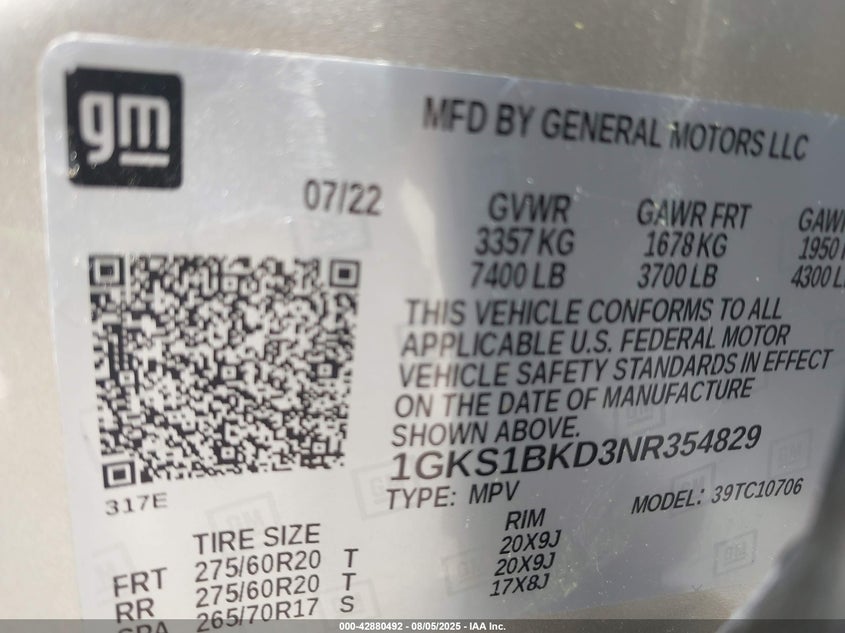 gm
MFD BY GENERAL MOTORS LLC
07/22
GVWR GAWR FRT
3357 KG 1678 KG 1950
7400 LB 3700 LB 4300
THIS VEHICLE CONFORMS TO ALL
APPLICABLE U.S. FEDERAL MOTOR
VEHICLE SAFETY STANDARDS IN EFFECT
ON THE DATE OF MANUFACTURE
SHOWN ABOVE.
1GKS1BKD3NR354829
TYPE: MPV MODEL: 39TC10706
317E
TIRE SIZE RIM
FRT 275/60R20 T 20X9J
RR 275/60R20 T 20X9J
265/70R17 S 17X8J
000-42880492 - 08/05/2025 - IAA Inc.